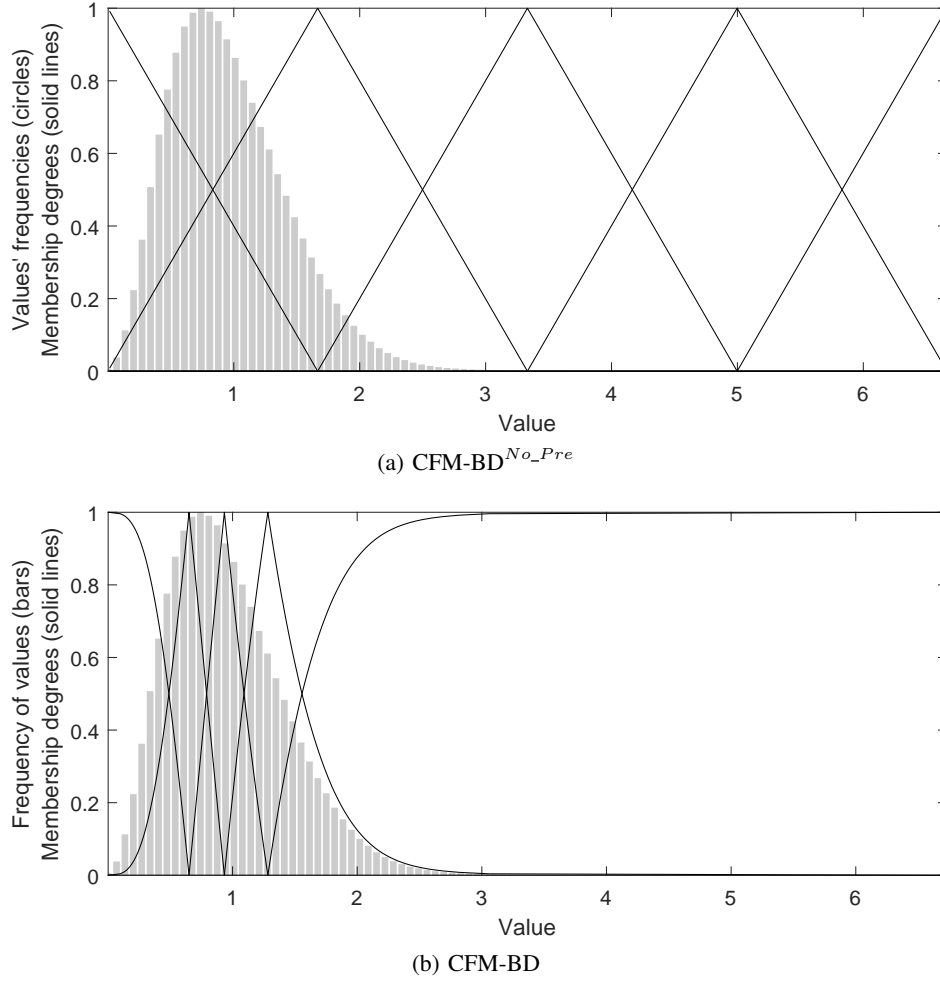 1
0.8
0.6
0.4
0.2
0
Values' frequencies (circles)
Membership degrees (solid lines)
1 2 3 4 5 6
Value
(a) CFM-BD^{No_Pre}
1
0.8
0.6
0.4
0.2
0
Frequency of values (bars)
Membership degrees (solid lines)
1 2 3 4 5 6
Value
(b) CFM-BD